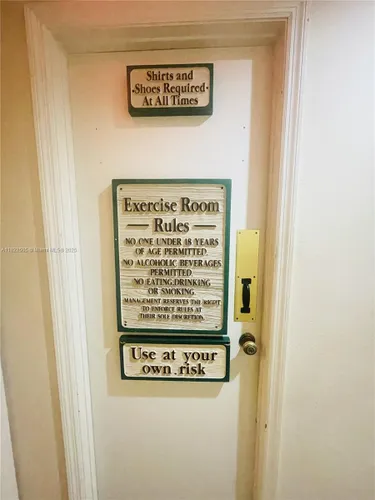 Shirts and
·Shoes Required·
At All Times
Exercise Room
— Rules —
NO ONE UNDER 18 YEARS
OF AGE PERMITTED.
NO ALCOHOLIC BEVERAGES
PERMITTED
NO EATING,DRINKING
OR SMOKING.
MANAGEMENT RESERVES THE RIGHT
TO ENFORCE RULES AT
THEIR SOLE DISCRETION.
Use at your
own.risk